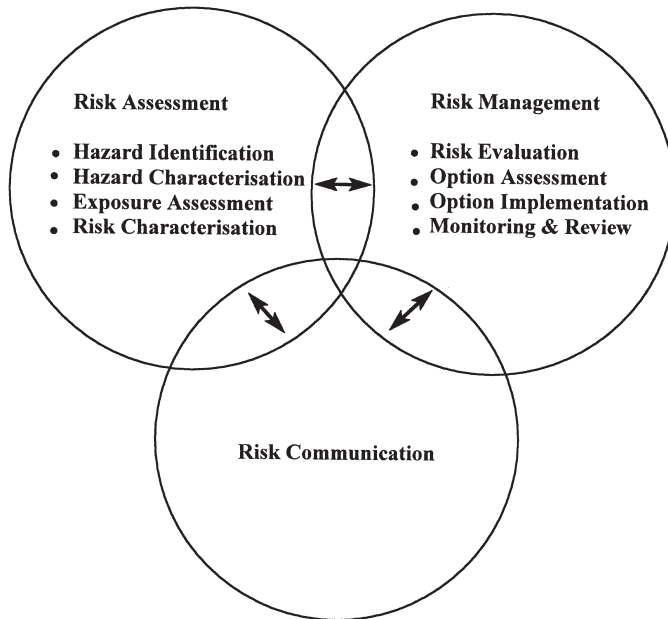 Risk Assessment
• Hazard Identification
• Hazard Characterisation
• Exposure Assessment
• Risk Characterisation
Risk Management
• Risk Evaluation
• Option Assessment
• Option Implementation
• Monitoring & Review
Risk Communication